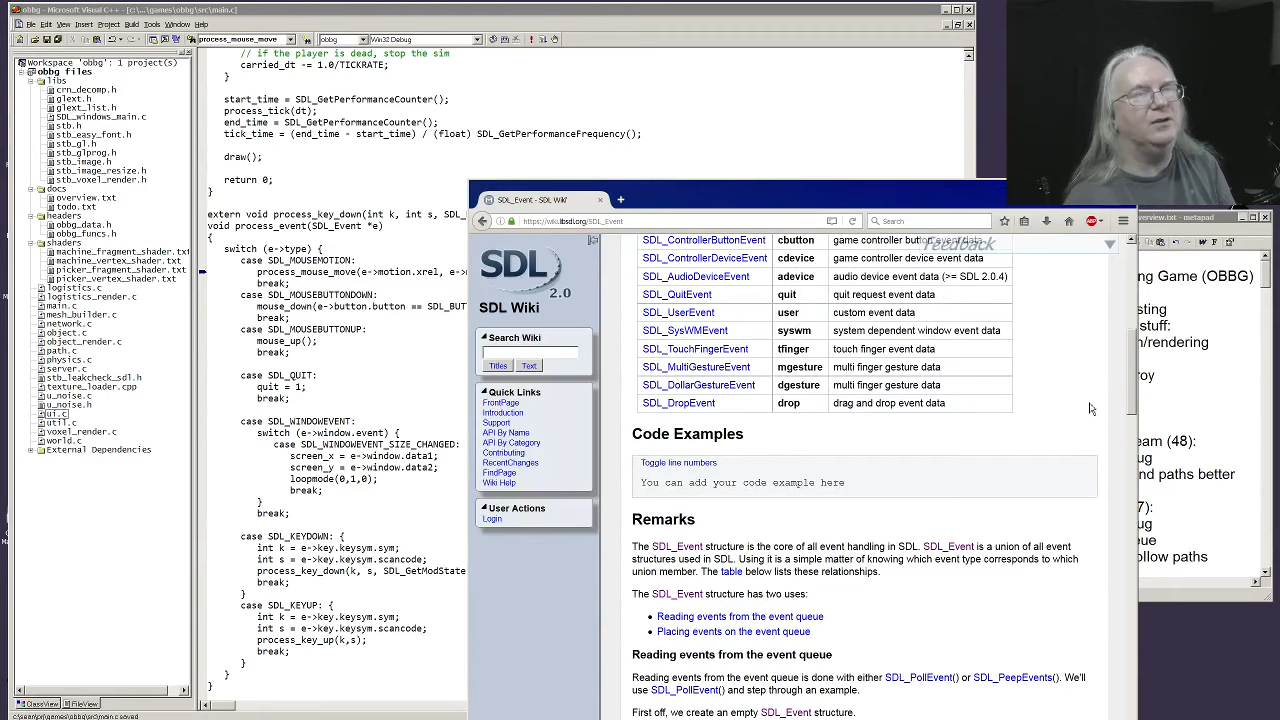 obbg - Microsoft Visual C++ - [c:\...\games\obbg\src\main.c]
File Edit View Insert Project Build Tools Window Help
process_mouse_move obbg Win32 Debug
Workspace 'obbg': 1 project(s)
obbg files
libs
crn_decomp.h
glext.h
glext_list.h
SDL_windows_main.c
stb.h
stb_easy_font.h
stb_gl.h
stb_glprog.h
stb_image.h
stb_image_resize.h
stb_voxel_render.h
docs
overview.txt
todo.txt
headers
obbg_data.h
obbg_funcs.h
shaders
machine_fragment_shader.txt
machine_vertex_shader.txt
picker_fragment_shader.txt
picker_vertex_shader.txt
logistics.c
logistics_render.c
main.c
mesh_builder.c
network.c
object.c
object_render.c
path.c
physics.c
server.c
stb_leakcheck_sdl.h
texture_loader.cpp
u_noise.c
u_noise.h
ui.c
util.c
voxel_render.c
world.c
External Dependencies
ClassView FileView
// if the player is dead, stop the sim
carried_dt -= 1.0/TICKRATE;
}
start_time = SDL_GetPerformanceCounter();
process_tick(dt);
end_time = SDL_GetPerformanceCounter();
tick_time = (end_time - start_time) / (float) SDL_GetPerformanceFrequency();
draw();
return 0;
}
extern void process_key_down(int k, int s, SDL_
void process_event(SDL_Event *e)
{
switch (e->type) {
case SDL_MOUSEMOTION:
process_mouse_move(e->motion.xrel, e->
break;
case SDL_MOUSEBUTTONDOWN:
mouse_down(e->button.button == SDL_BUT
break;
case SDL_MOUSEBUTTONUP:
mouse_up();
break;
case SDL_QUIT:
quit = 1;
break;
case SDL_WINDOWEVENT:
switch (e->window.event) {
case SDL_WINDOWEVENT_SIZE_CHANGED:
screen_x = e->window.data1;
screen_y = e->window.data2;
loopmode(0,1,0);
break;
}
break;
case SDL_KEYDOWN: {
int k = e->key.keysym.sym;
int s = e->key.keysym.scancode;
process_key_down(k, s, SDL_GetModState
break;
}
case SDL_KEYUP: {
int k = e->key.keysym.sym;
int s = e->key.keysym.scancode;
process_key_up(k,s);
break;
}
}
}
SDL_Event - SDL Wiki
https://wiki.libsdl.org/SDL_Event
Search
SDL
2.0
SDL Wiki
Search Wiki
Titles Text
Quick Links
FrontPage
Introduction
Support
API By Name
API By Category
Contributing
RecentChanges
FindPage
Wiki Help
User Actions
Login
Feedback
SDL_ControllerButtonEvent cbutton game controller button event data
SDL_ControllerDeviceEvent cdevice game controller device event data
SDL_AudioDeviceEvent adevice audio device event data (>= SDL 2.0.4)
SDL_QuitEvent quit quit request event data
SDL_UserEvent user custom event data
SDL_SysWMEvent syswm system dependent window event data
SDL_TouchFingerEvent tfinger touch finger event data
SDL_MultiGestureEvent mgesture multi finger gesture data
SDL_DollarGestureEvent dgesture multi finger gesture data
SDL_DropEvent drop drag and drop event data
Code Examples
Toggle line numbers
You can add your code example here
Remarks
The SDL_Event structure is the core of all event handling in SDL. SDL_Event is a union of all event
structures used in SDL. Using it is a simple matter of knowing which event type corresponds to which
union member. The table below lists these relationships.
The SDL_Event structure has two uses:
Reading events from the event queue
Placing events on the event queue
Reading events from the event queue
Reading events from the event queue is done with either SDL_PollEvent() or SDL_PeepEvents(). We'll
use SDL_PollEvent() and step through an example.
First off, we create an empty SDL_Event structure.
verview.txt - metapad
ng Game (OBBG)
sting
stuff:
n/rendering
roy
eam (48):
ug
nd paths better
7):
ug
eue
ollow paths